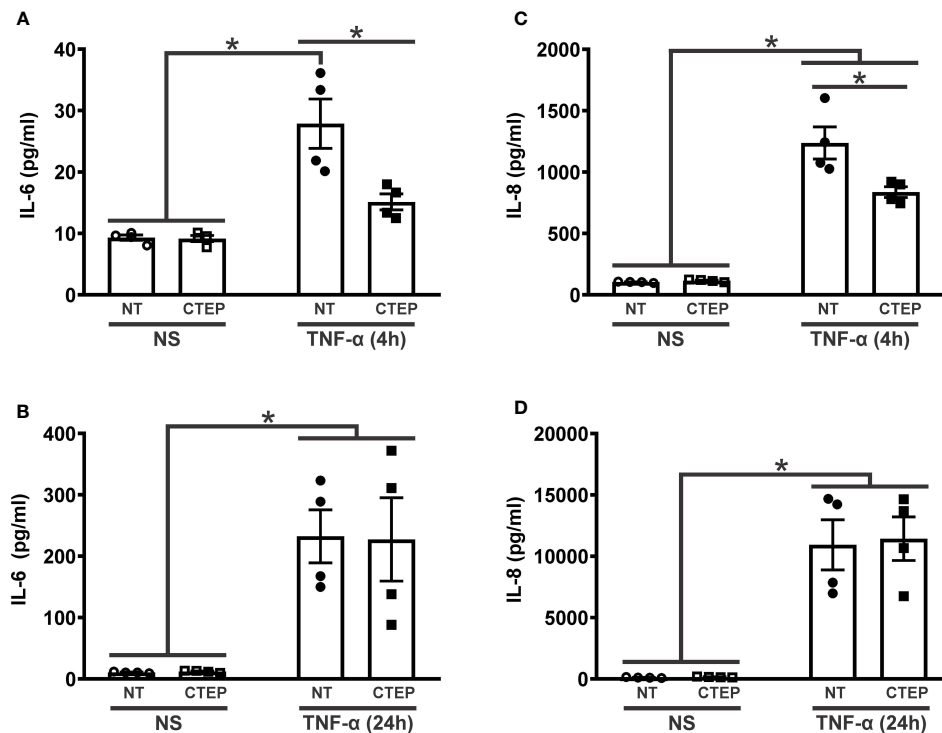 A
IL-6 (pg/ml)
40
30
20
10
0
*
*
NT CTEP NT CTEP
NS TNF-α (4h)
C
IL-8 (pg/ml)
2000
1500
1000
500
0
*
*
NT CTEP NT CTEP
NS TNF-α (4h)
B
IL-6 (pg/ml)
400
300
200
100
0
*
NT CTEP NT CTEP
NS TNF-α (24h)
D
IL-8 (pg/ml)
20000
15000
10000
5000
0
*
NT CTEP NT CTEP
NS TNF-α (24h)